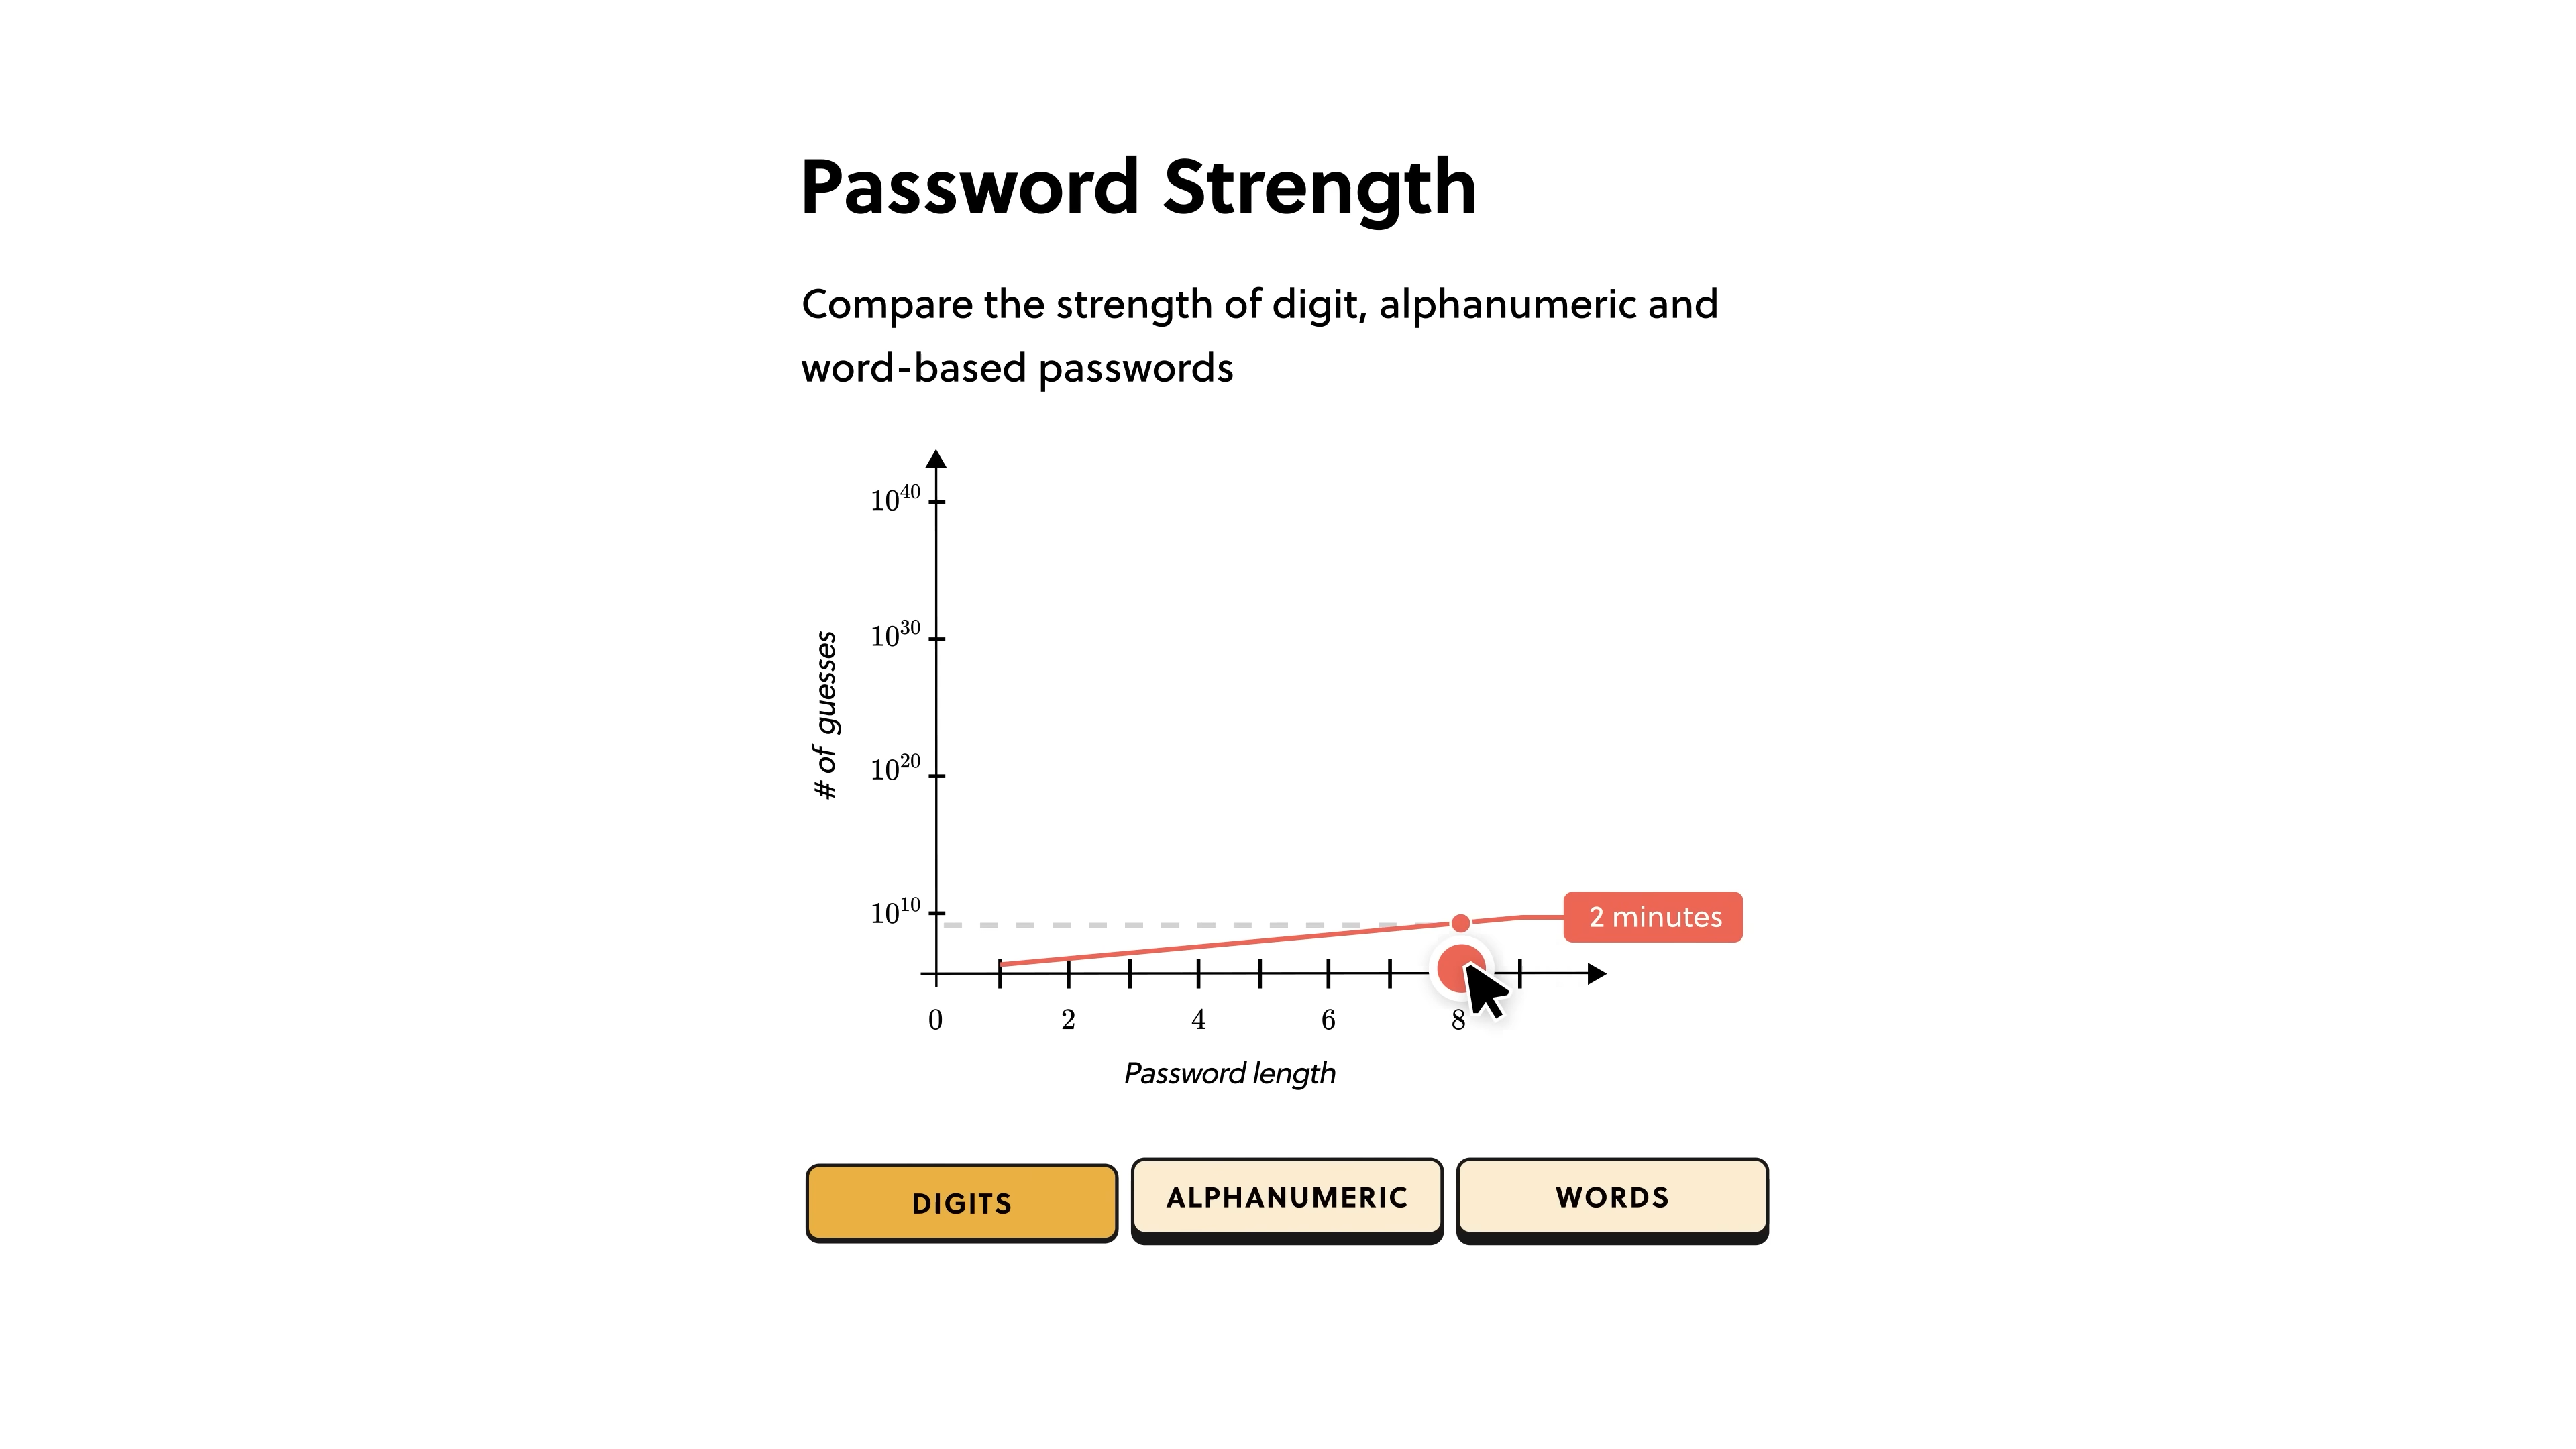 Password Strength
Compare the strength of digit, alphanumeric and
word-based passwords
10^40
10^30
10^20
10^10
# of guesses
2 minutes
0 2 4 6 8
Password length
DIGITS ALPHANUMERIC WORDS